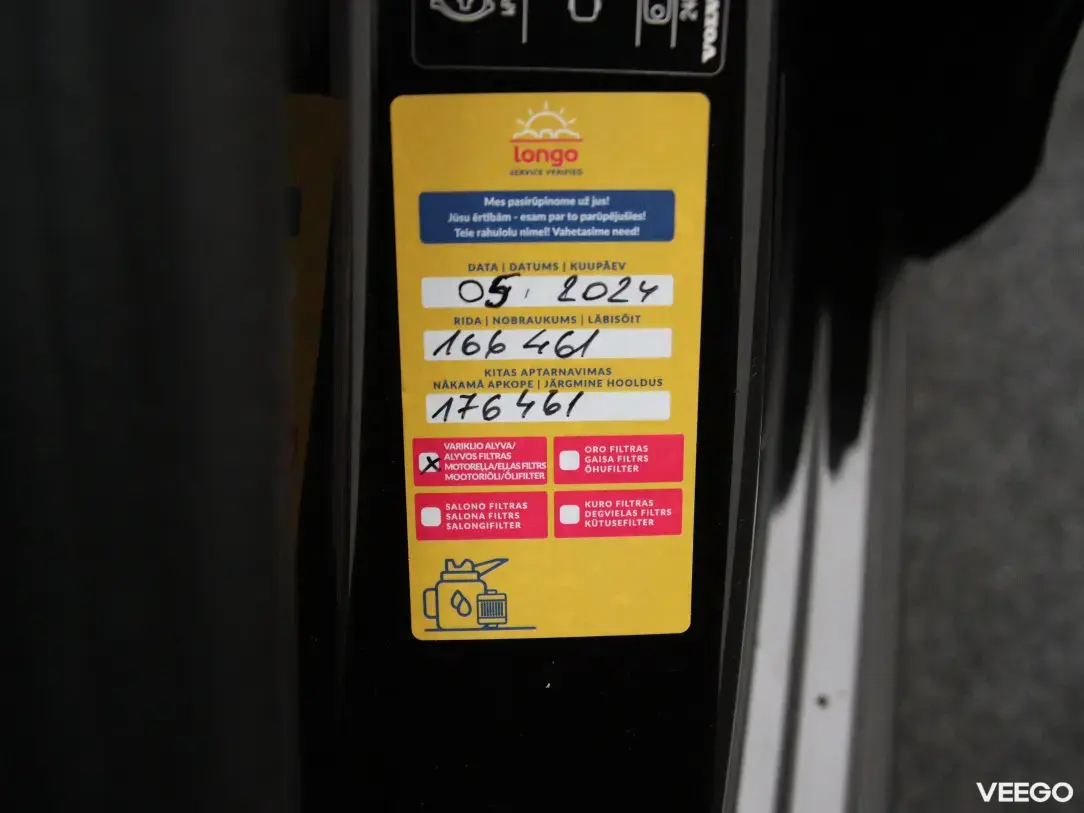 VOLVO
longo
SERVICE VERIFIED
Mes pasirūpinome už jus!
Jūsu ērtībām - esam par to parūpējušies!
Teie rahulolu nimel! Vahetasime need!
DATA | DATUMS | KUUPÄEV
05. 2024
RIDA | NOBRAUKUMS | LÄBISÕIT
166 461
KITAS APTARNAVIMAS
NĀKAMĀ APKOPE | JÄRGMINE HOOLDUS
176 461
VARIKLIO ALYVA/
ALYVOS FILTRAS
MOTOREĻĻA/EĻĻAS FILTRS
MOOTORIÕLI/ÕLIFILTER
ORO FILTRAS
GAISA FILTRS
ÕHUFILTER
SALONO FILTRAS
SALONA FILTRS
SALONGIFILTER
KURO FILTRAS
DEGVIELAS FILTRS
KÜTUSEFILTER
VEEGO